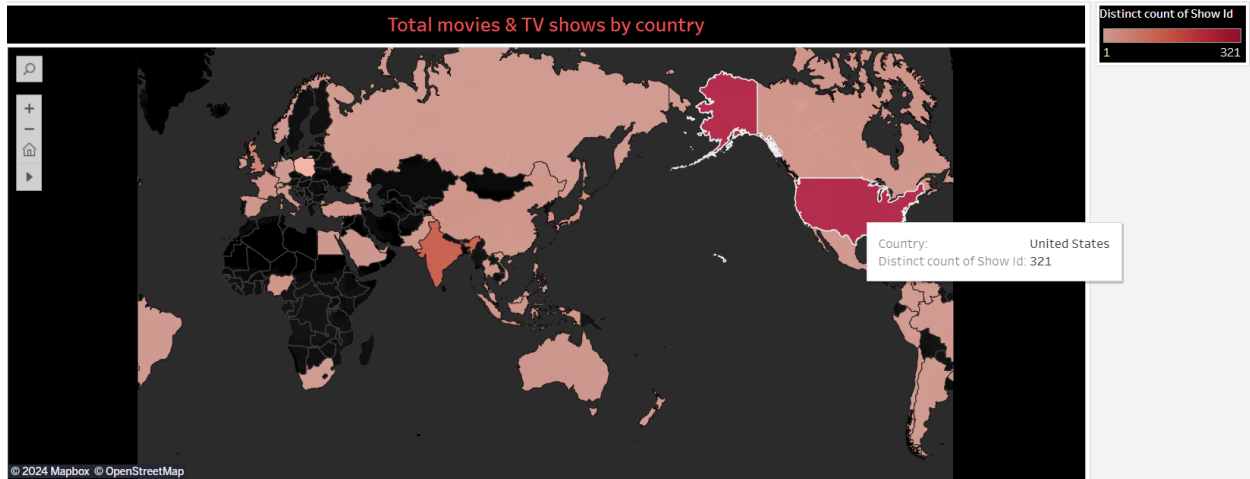 Total movies & TV shows by country
Distinct count of Show Id
1 321
+
−
Country: United States
Distinct count of Show Id: 321
© 2024 Mapbox © OpenStreetMap